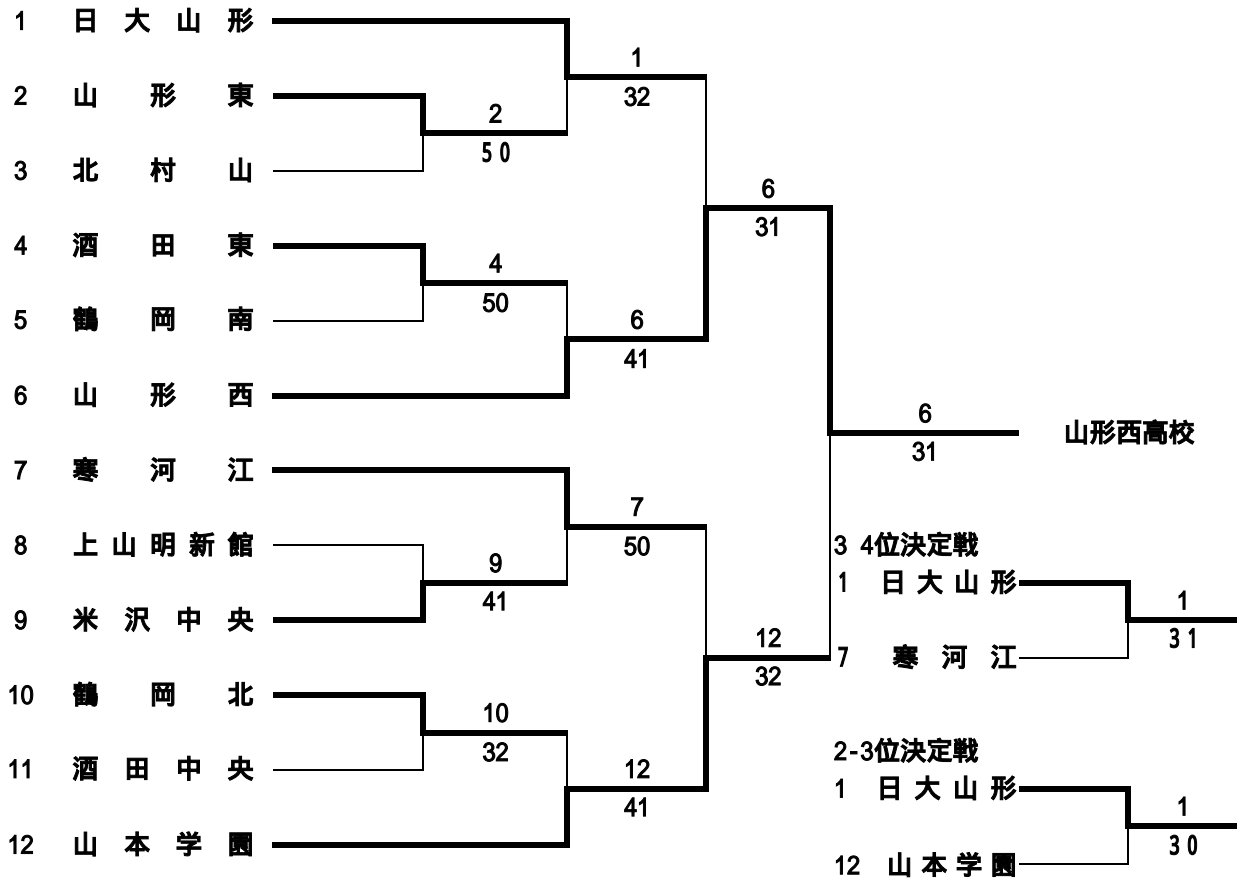 1 日大山形
2 山形東
3 北村山
4 酒田東
5 鶴岡南
6 山形西
7 寒河江
8 上山明新館
9 米沢中央
10 鶴岡北
11 酒田中央
12 山本学園
2
50
4
50
9
41
10
32
1
32
6
41
7
50
12
41
6
31
12
32
6
31
山形西高校
3 4位決定戦
1 日大山形
7 寒河江
1
31
2-3位決定戦
1 日大山形
12 山本学園
1
30